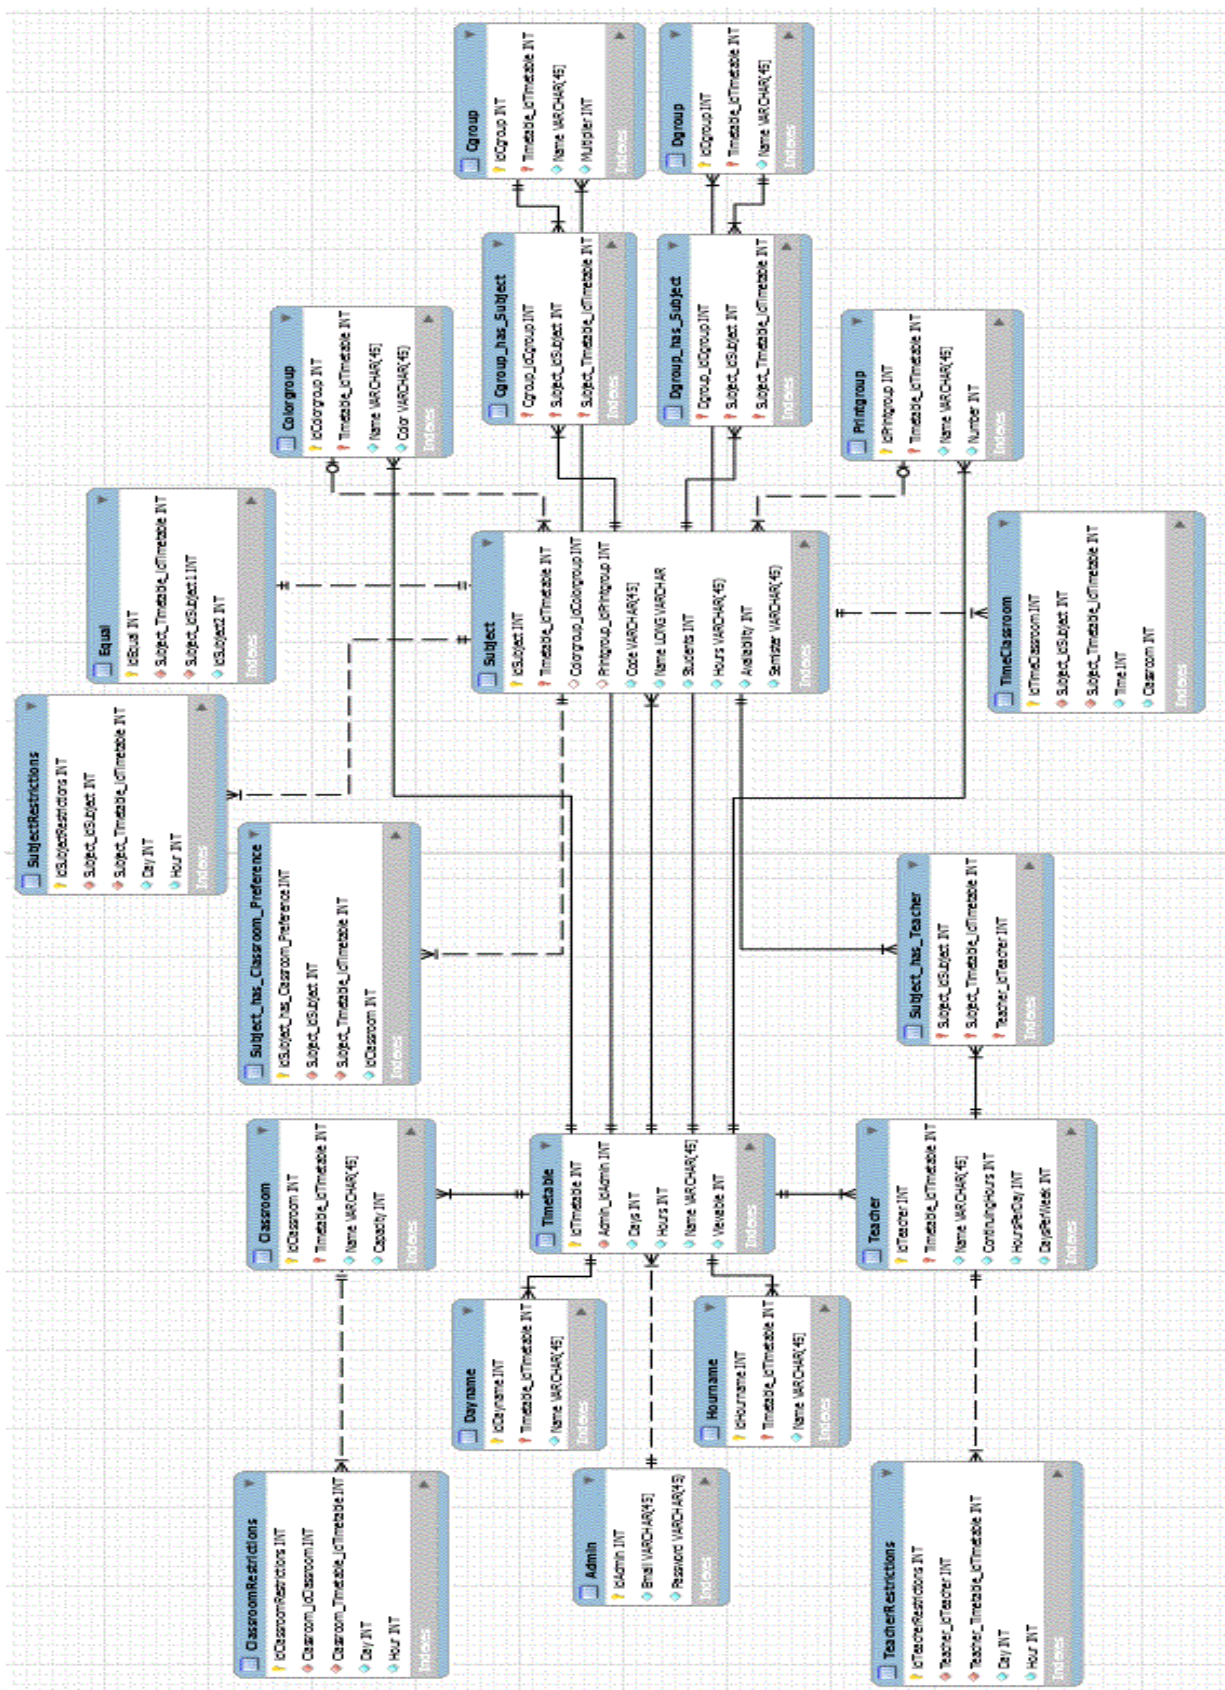 ClassroomRestrictions
idClassroomRestrictions INT
Classroom_idClassroom INT
Classroom_Timetable_idTimetable INT
Day INT
Hour INT
Indexes
Classroom
idClassroom INT
Timetable_idTimetable INT
Name VARCHAR(45)
Capacity INT
Indexes
Subject_has_Classroom_Preference
idSubject_has_Classroom_Preference INT
Subject_idSubject INT
Subject_Timetable_idTimetable INT
idClassroom INT
Indexes
SubjectRestrictions
idSubjectRestrictions INT
Subject_idSubject INT
Subject_Timetable_idTimetable INT
Day INT
Hour INT
Indexes
Equal
idEqual INT
Subject_Timetable_idTimetable INT
Subject_idSubject1 INT
idSubject2 INT
Indexes
Colorgroup
idColorgroup INT
Timetable_idTimetable INT
Name VARCHAR(45)
Color VARCHAR(45)
Indexes
Cgroup
idCgroup INT
Timetable_idTimetable INT
Name VARCHAR(45)
Multiplier INT
Indexes
Cgroup_has_Subject
Cgroup_idCgroup INT
Subject_idSubject INT
Subject_Timetable_idTimetable INT
Indexes
Dayname
idDayname INT
Timetable_idTimetable INT
Name VARCHAR(45)
Indexes
Timetable
idTimetable INT
Admin_idAdmin INT
Days INT
Hours INT
Name VARCHAR(45)
Viewable INT
Indexes
Subject
idSubject INT
Timetable_idTimetable INT
Colorgroup_idColorgroup INT
Printgroup_idPrintgroup INT
Code VARCHAR(45)
Name LONG VARCHAR
Students INT
Hours VARCHAR(45)
Availability INT
Semister VARCHAR(45)
Indexes
Dgroup_has_Subject
Dgroup_idDgroup INT
Subject_idSubject INT
Subject_Timetable_idTimetable INT
Indexes
Dgroup
idDgroup INT
Timetable_idTimetable INT
Name VARCHAR(45)
Indexes
Admin
idAdmin INT
Email VARCHAR(45)
Password VARCHAR(45)
Indexes
Hourname
idHourname INT
Timetable_idTimetable INT
Name VARCHAR(45)
Indexes
TeacherRestrictions
idTeacherRestrictions INT
Teacher_idTeacher INT
Teacher_Timetable_idTimetable INT
Day INT
Hour INT
Indexes
Teacher
idTeacher INT
Timetable_idTimetable INT
Name VARCHAR(45)
ContinuingHours INT
HoursPerDay INT
DaysPerWeek INT
Indexes
Subject_has_Teacher
Subject_idSubject INT
Subject_Timetable_idTimetable INT
Teacher_idTeacher INT
Indexes
TimeClassroom
idTimeClassroom INT
Subject_idSubject INT
Subject_Timetable_idTimetable INT
Time INT
Classroom INT
Indexes
Printgroup
idPrintgroup INT
Timetable_idTimetable INT
Name VARCHAR(45)
Number INT
Indexes